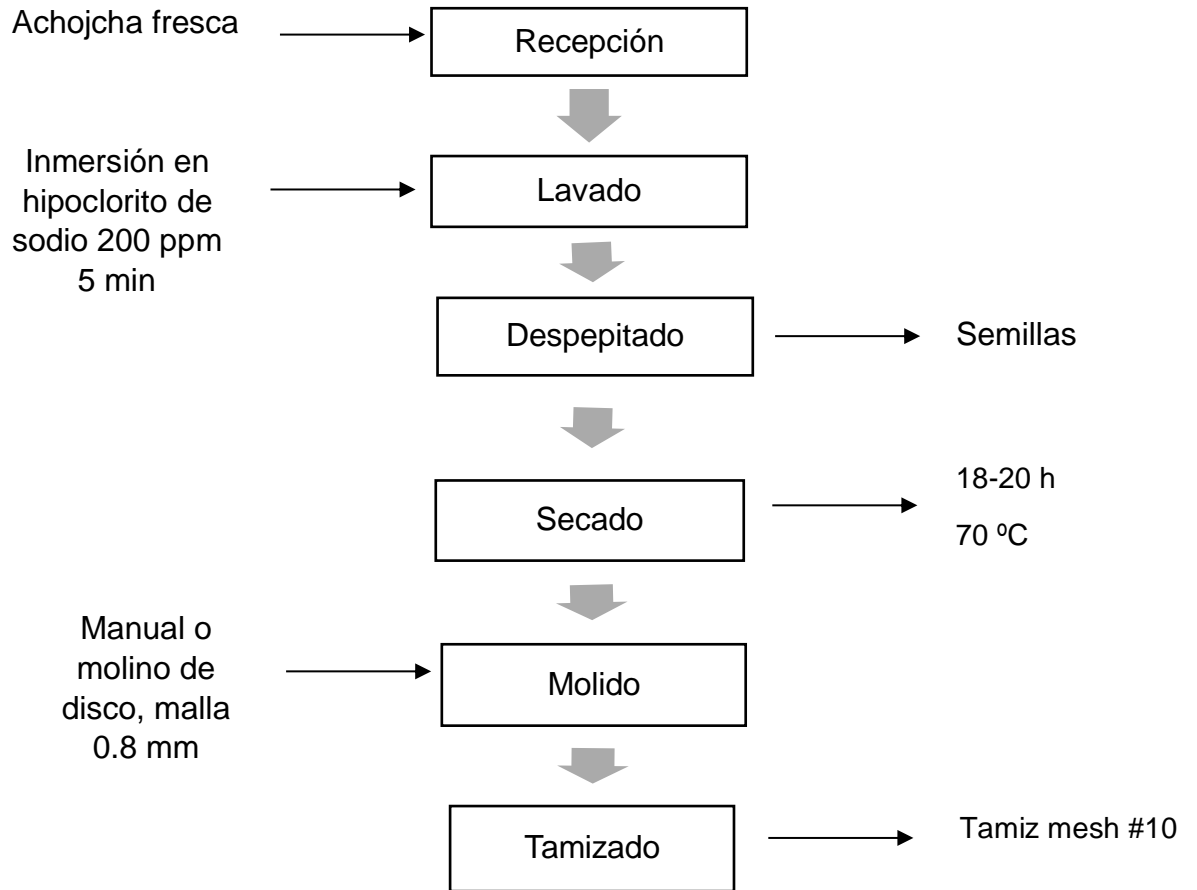 Achojcha fresca
Recepción
Inmersión en
hipoclorito de
sodio 200 ppm
5 min
Lavado
Despepitado
Semillas
Secado
18-20 h
70 ºC
Manual o
molino de
disco, malla
0.8 mm
Molido
Tamizado
Tamiz mesh #10